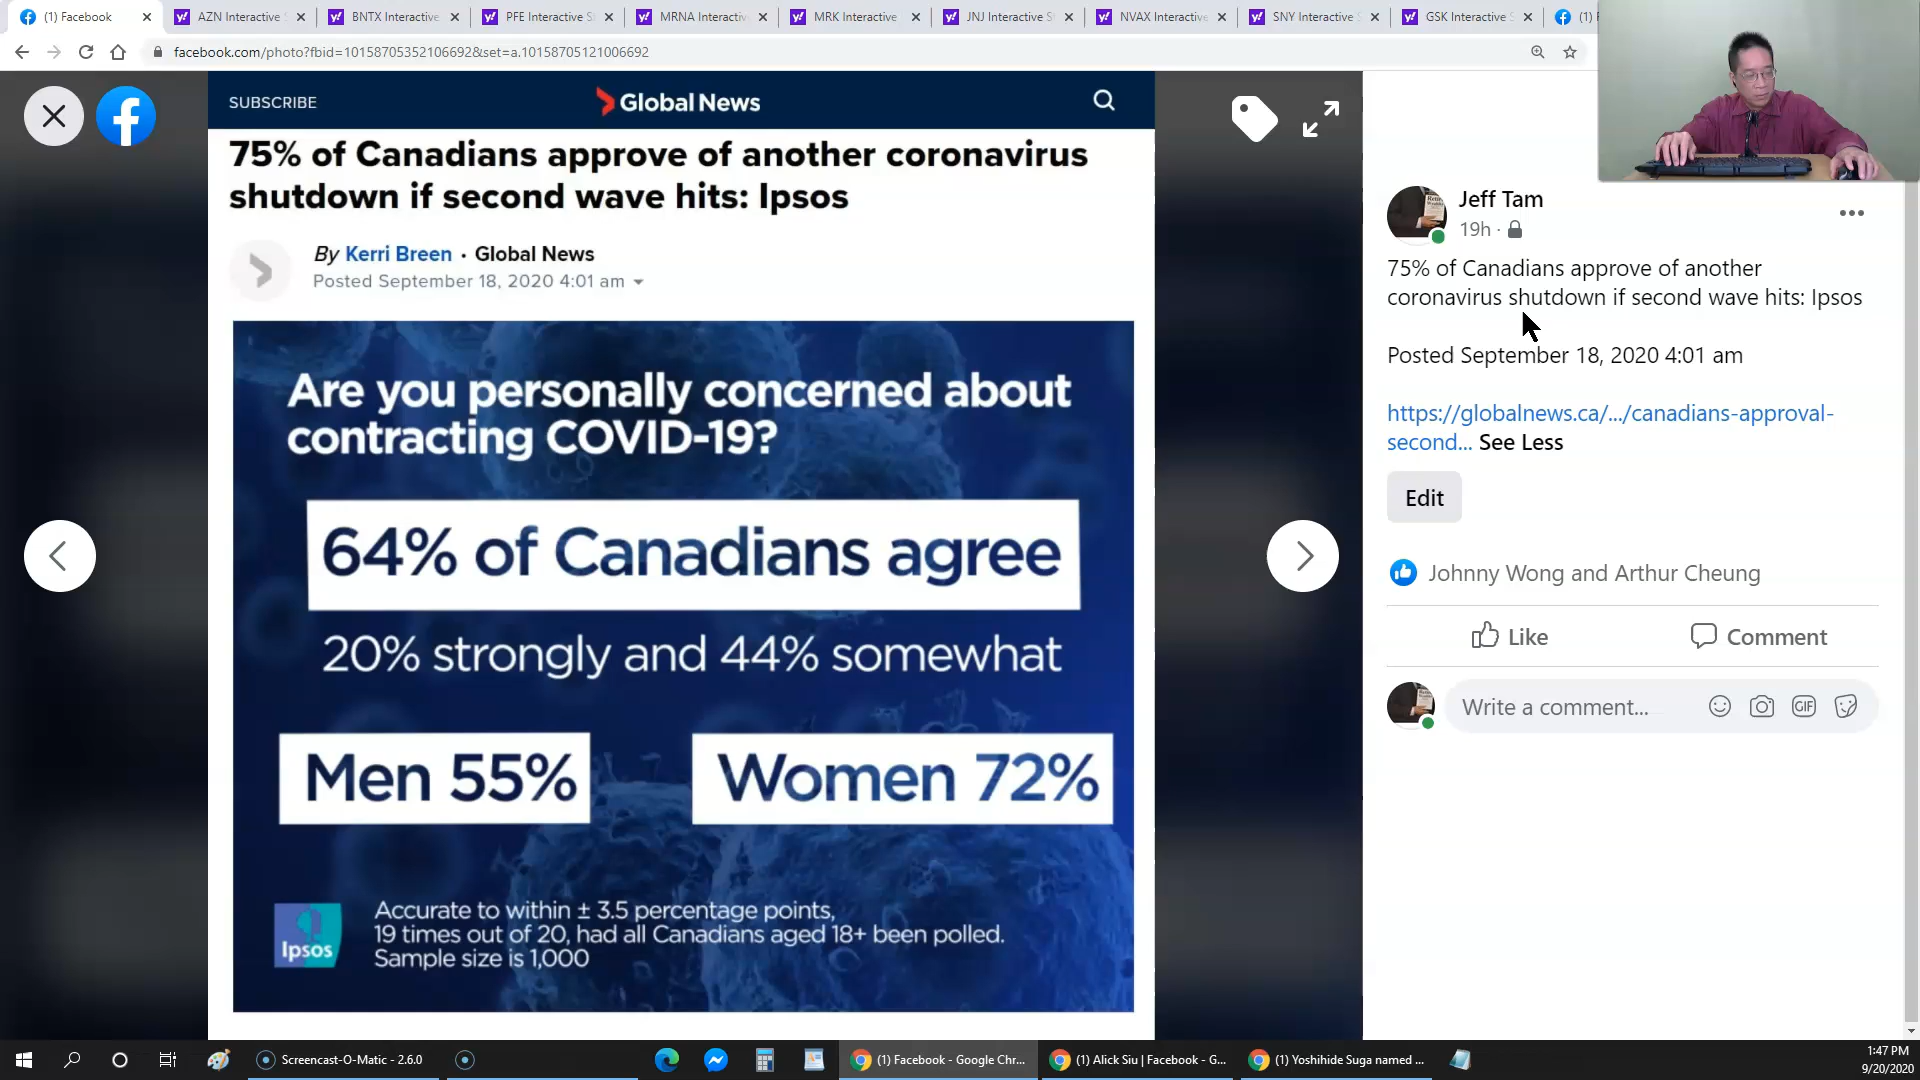 (1) Facebook
AZN Interactive S
BNTX Interactive
PFE Interactive S
MRNA Interactiv
MRK Interactive
JNJ Interactive S
NVAX Interactive
SNY Interactive S
GSK Interactive S
(1)
facebook.com/photo?fbid=10158705352106692&set=a.10158705121006692
SUBSCRIBE
Global News
75% of Canadians approve of another coronavirus
shutdown if second wave hits: Ipsos
By Kerri Breen • Global News
Posted September 18, 2020 4:01 am
Are you personally concerned about
contracting COVID-19?
64% of Canadians agree
20% strongly and 44% somewhat
Men 55%
Women 72%
Ipsos
Accurate to within ± 3.5 percentage points,
19 times out of 20, had all Canadians aged 18+ been polled.
Sample size is 1,000
Jeff Tam
19h ·
75% of Canadians approve of another
coronavirus shutdown if second wave hits: Ipsos
Posted September 18, 2020 4:01 am
https://globalnews.ca/.../canadians-approval-
second... See Less
Edit
Johnny Wong and Arthur Cheung
Like
Comment
Write a comment...
GIF
Screencast-O-Matic - 2.6.0
(1) Facebook - Google Chr...
(1) Alick Siu | Facebook - G...
(1) Yoshihide Suga named ...
1:47 PM
9/20/2020